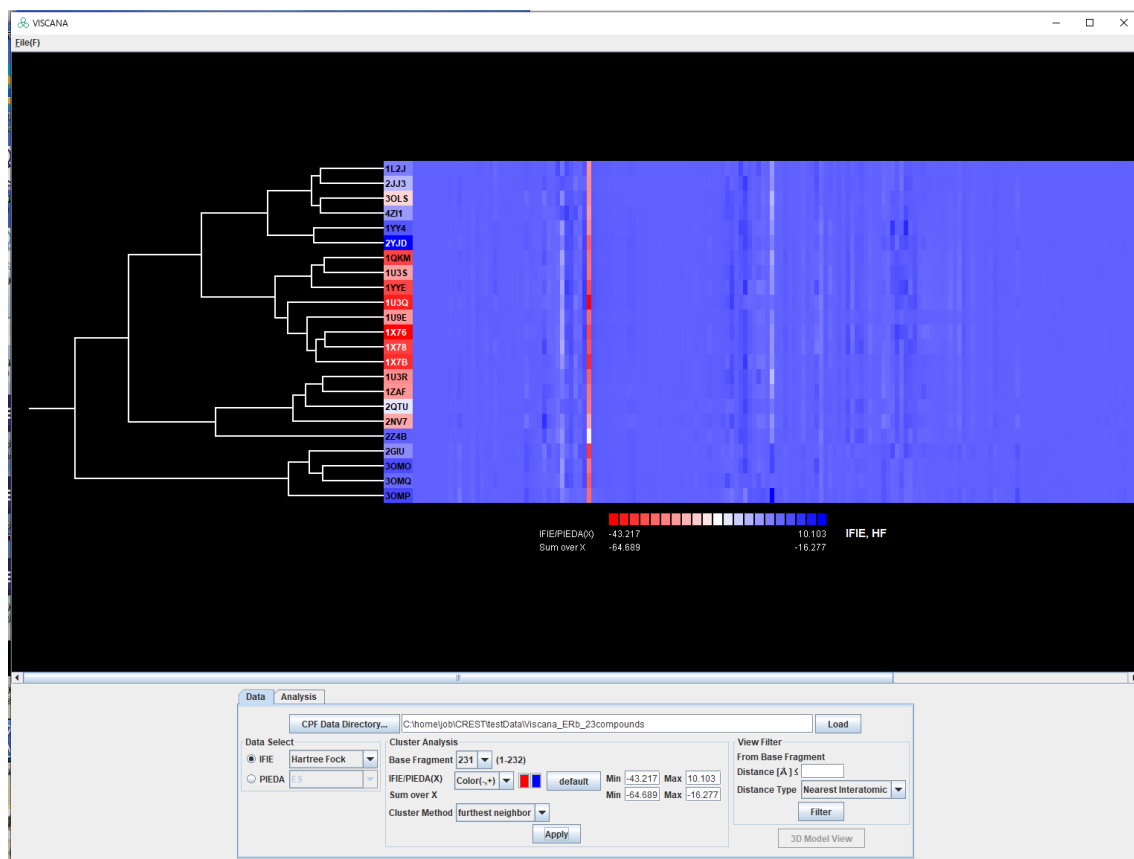 VISCANA
File(F)
1L2J
2JJ3
3OLS
4ZI1
1YY4
2YJD
1QKM
1U3S
1YYE
1U3Q
1U9E
1X76
1X78
1X7B
1U3R
1ZAF
2QTU
2NV7
2Z4B
2GIU
3OMO
3OMQ
3OMP
IFIE/PIEDA(X) -43.217 10.103 IFIE, HF
Sum over X -64.689 -16.277
Data Analysis
CPF Data Directory... C:\home\job\CREST\testData\Viscana_ERb_23compounds Load
Data Select Cluster Analysis View Filter
IFIE Hartree Fock Base Fragment 231 (1-232) From Base Fragment
Distance [Å] ≤
PIEDA ES IFIE/PIEDA(X) Color(-,+) default Min -43.217 Max 10.103
Distance Type Nearest Interatomic
Sum over X Min -64.689 Max -16.277
Cluster Method furthest neighbor Filter
Apply 3D Model View